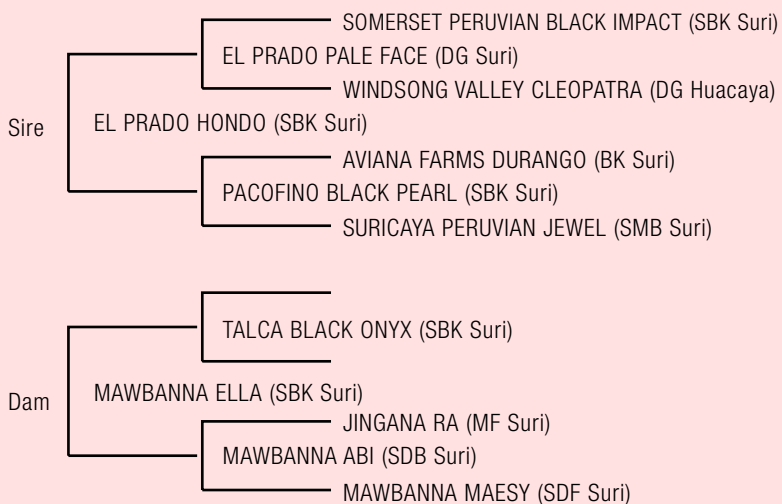 SOMERSET PERUVIAN BLACK IMPACT (SBK Suri)
EL PRADO PALE FACE (DG Suri)
WINDSONG VALLEY CLEOPATRA (DG Huacaya)
Sire
EL PRADO HONDO (SBK Suri)
AVIANA FARMS DURANGO (BK Suri)
PACOFINO BLACK PEARL (SBK Suri)
SURICAYA PERUVIAN JEWEL (SMB Suri)
TALCA BLACK ONYX (SBK Suri)
Dam
MAWBANNA ELLA (SBK Suri)
JINGANA RA (MF Suri)
MAWBANNA ABI (SDB Suri)
MAWBANNA MAESY (SDF Suri)